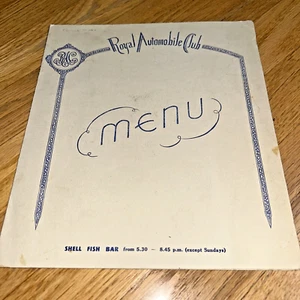 Royal Automobile Club
MENU
SHELL FISH BAR from 5.30 – 8.45 p.m. (except Sundays)